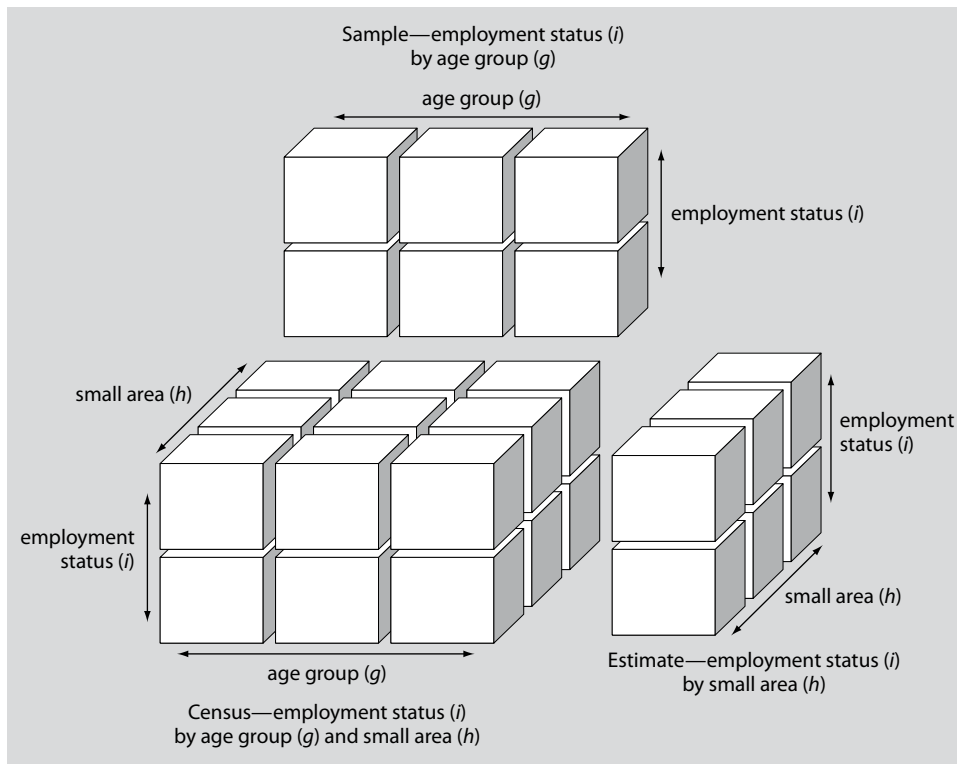 Sample—employment status (i)
by age group (g)
age group (g)
employment status (i)
small area (h)
employment
status (i)
age group (g)
Census—employment status (i)
by age group (g) and small area (h)
employment
status (i)
small area (h)
Estimate—employment status (i)
by small area (h)